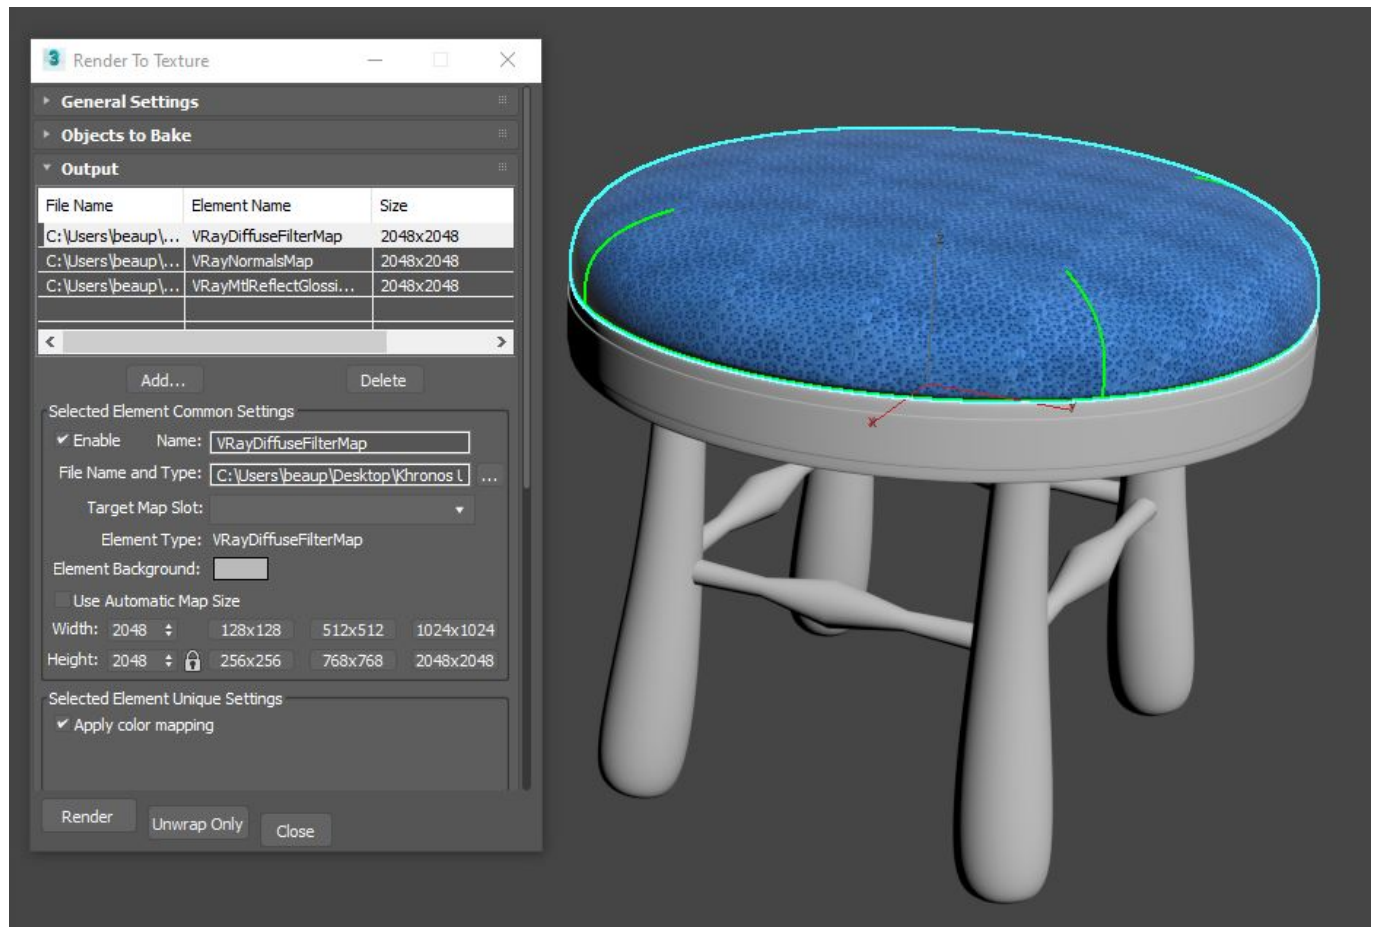 Render To Texture
General Settings
Objects to Bake
Output
File Name Element Name Size
C:\Users\beaup\... VRayDiffuseFilterMap 2048x2048
C:\Users\beaup\... VRayNormalsMap 2048x2048
C:\Users\beaup\... VRayMtlReflectGlossi... 2048x2048
Add... Delete
Selected Element Common Settings
Enable Name: VRayDiffuseFilterMap
File Name and Type: C:\Users\beaup\Desktop\Khronos U ...
Target Map Slot:
Element Type: VRayDiffuseFilterMap
Element Background:
Use Automatic Map Size
Width: 2048 128x128 512x512 1024x1024
Height: 2048 256x256 768x768 2048x2048
Selected Element Unique Settings
Apply color mapping
Render Unwrap Only Close
z
x y